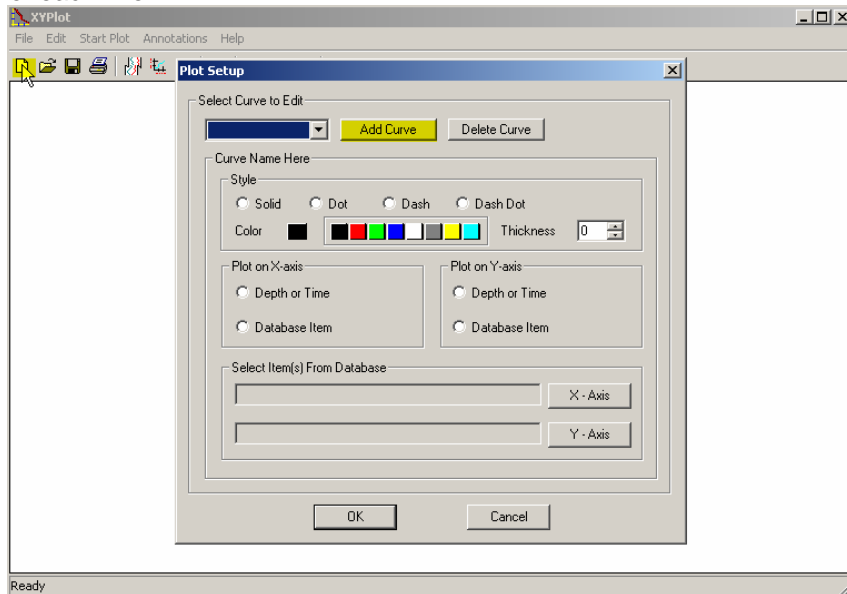 XYPlot
File Edit Start Plot Annotations Help
Plot Setup
Select Curve to Edit
Add Curve Delete Curve
Curve Name Here
Style
Solid Dot Dash Dash Dot
Color Thickness 0
Plot on X-axis Plot on Y-axis
Depth or Time Depth or Time
Database Item Database Item
Select Item(s) From Database
X - Axis
Y - Axis
OK Cancel
Ready